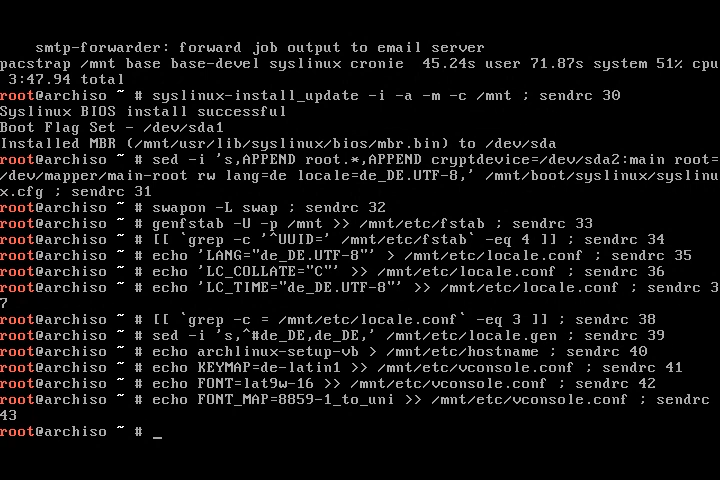 smtp-forwarder: forward job output to email server
pacstrap /mnt base base-devel syslinux cronie  45.24s user 71.87s system 51% cpu
 3:47.94 total
root@archiso ~ # syslinux-install_update -i -a -m -c /mnt ; sendrc 30
Syslinux BIOS install successful
Boot Flag Set - /dev/sda1
Installed MBR (/mnt/usr/lib/syslinux/bios/mbr.bin) to /dev/sda
root@archiso ~ # sed -i 's,APPEND root.*,APPEND cryptdevice=/dev/sda2:main root=
/dev/mapper/main-root rw lang=de locale=de_DE.UTF-8,' /mnt/boot/syslinux/syslinu
x.cfg ; sendrc 31
root@archiso ~ # swapon -L swap ; sendrc 32
root@archiso ~ # genfstab -U -p /mnt >> /mnt/etc/fstab ; sendrc 33
root@archiso ~ # [[ `grep -c '^UUID=' /mnt/etc/fstab` -eq 4 ]] ; sendrc 34
root@archiso ~ # echo 'LANG="de_DE.UTF-8"' > /mnt/etc/locale.conf ; sendrc 35
root@archiso ~ # echo 'LC_COLLATE="C"' >> /mnt/etc/locale.conf ; sendrc 36
root@archiso ~ # echo 'LC_TIME="de_DE.UTF-8"' >> /mnt/etc/locale.conf ; sendrc 3
7
root@archiso ~ # [[ `grep -c = /mnt/etc/locale.conf` -eq 3 ]] ; sendrc 38
root@archiso ~ # sed -i 's,^#de_DE,de_DE,' /mnt/etc/locale.gen ; sendrc 39
root@archiso ~ # echo archlinux-setup-vb > /mnt/etc/hostname ; sendrc 40
root@archiso ~ # echo KEYMAP=de-latin1 >> /mnt/etc/vconsole.conf ; sendrc 41
root@archiso ~ # echo FONT=lat9w-16 >> /mnt/etc/vconsole.conf ; sendrc 42
root@archiso ~ # echo FONT_MAP=8859-1_to_uni >> /mnt/etc/vconsole.conf ; sendrc
43
root@archiso ~ # _